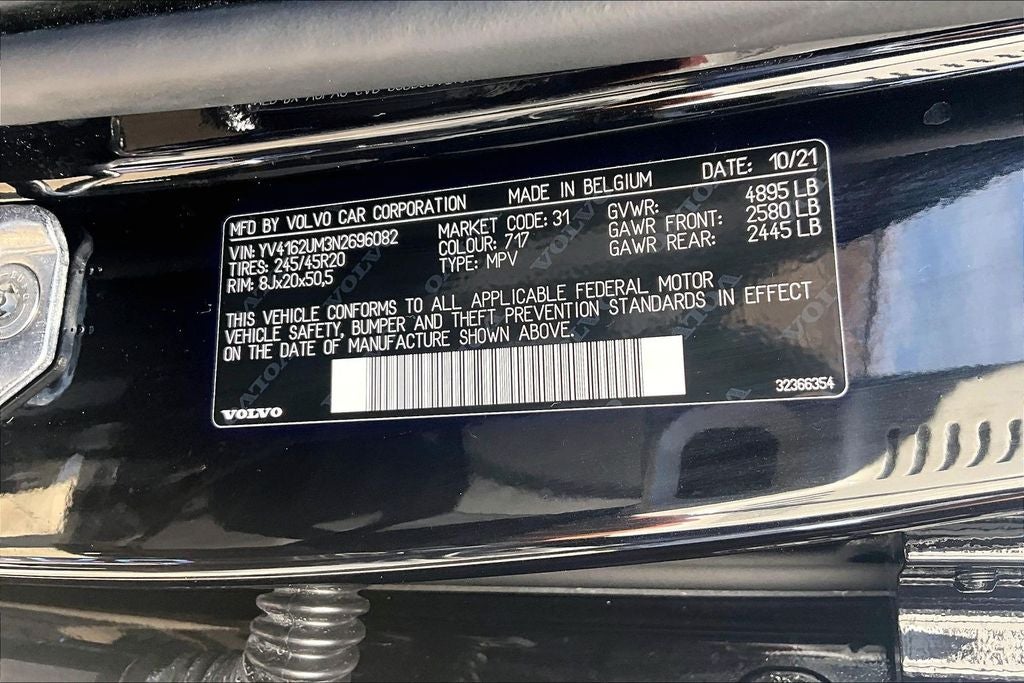 MFD BY VOLVO CAR CORPORATION MADE IN BELGIUM DATE: 10/21
VIN: YV4162UM3N2696082 MARKET CODE: 31 GVWR: 4895 LB
TIRES: 245/45R20 COLOUR: 717 GAWR FRONT: 2580 LB
RIM: 8Jx20x50,5 TYPE: MPV GAWR REAR: 2445 LB
THIS VEHICLE CONFORMS TO ALL APPLICABLE FEDERAL MOTOR
VEHICLE SAFETY, BUMPER AND THEFT PREVENTION STANDARDS IN EFFECT
ON THE DATE OF MANUFACTURE SHOWN ABOVE.
VOLVO 32366354